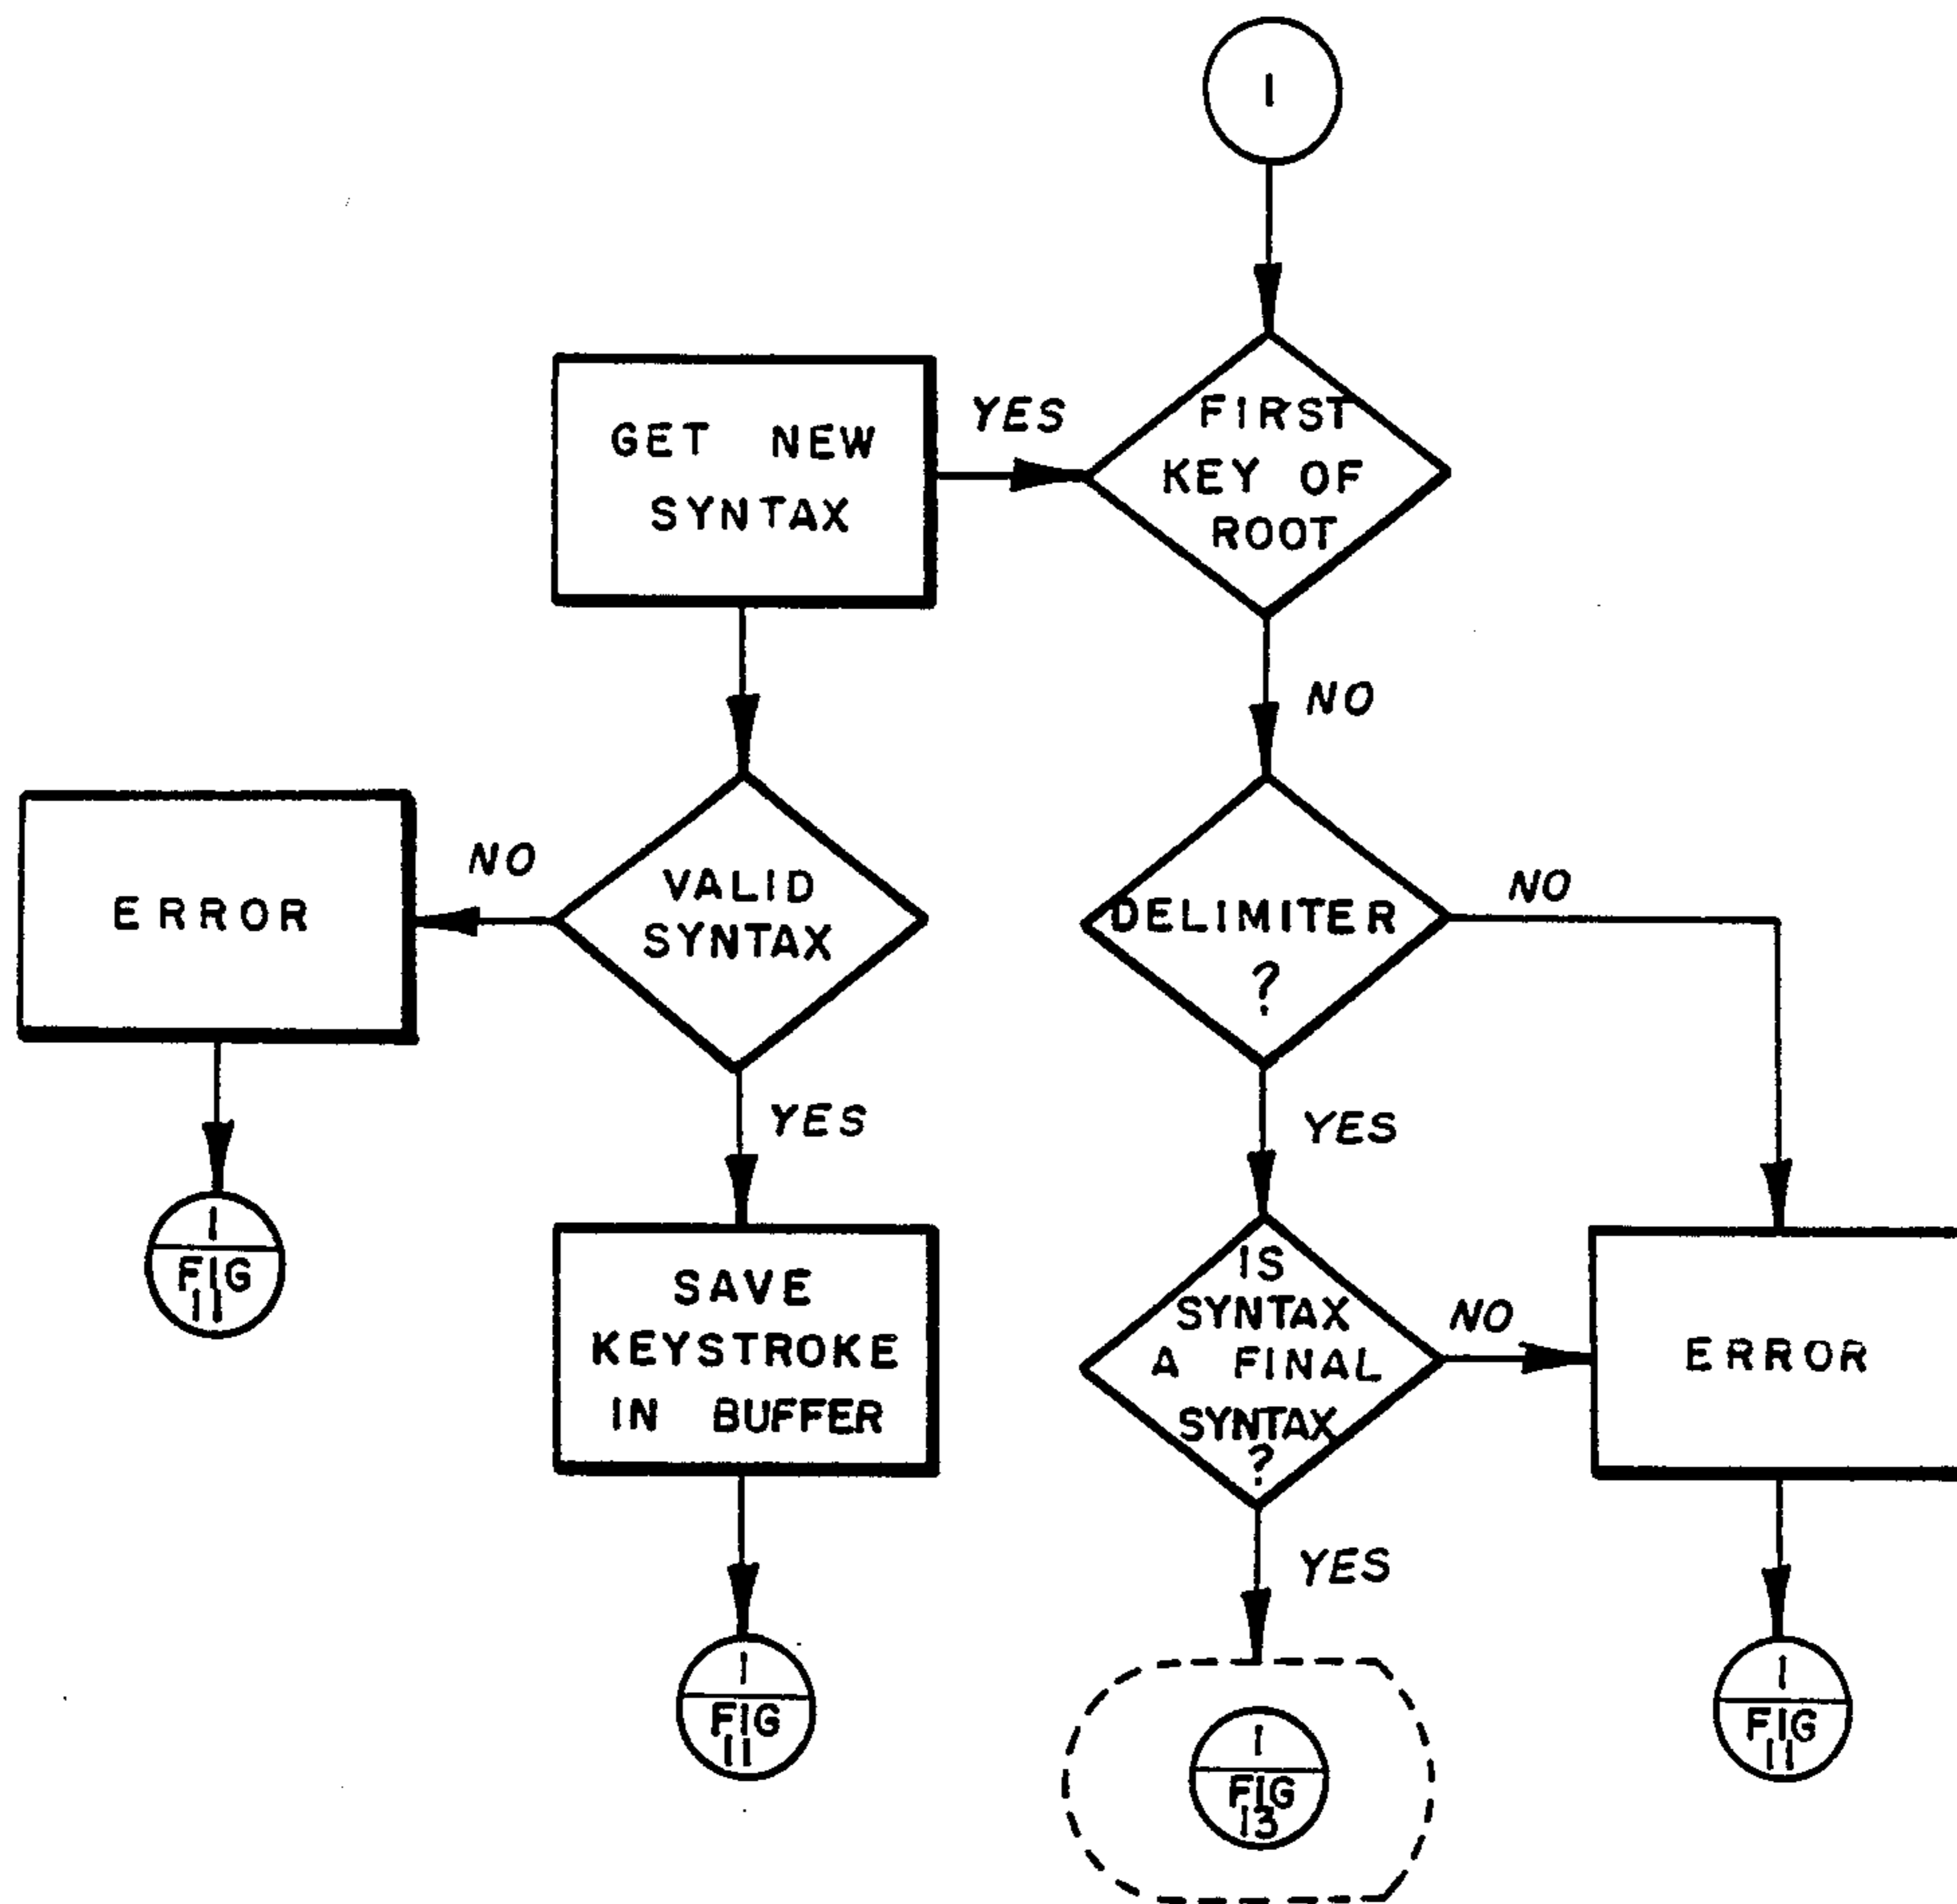 1
FIRST
KEY OF
ROOT
YES
GET NEW
SYNTAX
NO
VALID
SYNTAX
NO
ERROR
DELIMITER
?
NO
YES
YES
1
FIG
11
SAVE
KEYSTROKE
IN BUFFER
IS
SYNTAX
A FINAL
SYNTAX
?
NO
ERROR
YES
1
FIG
11
1
FIG
13
1
FIG
11